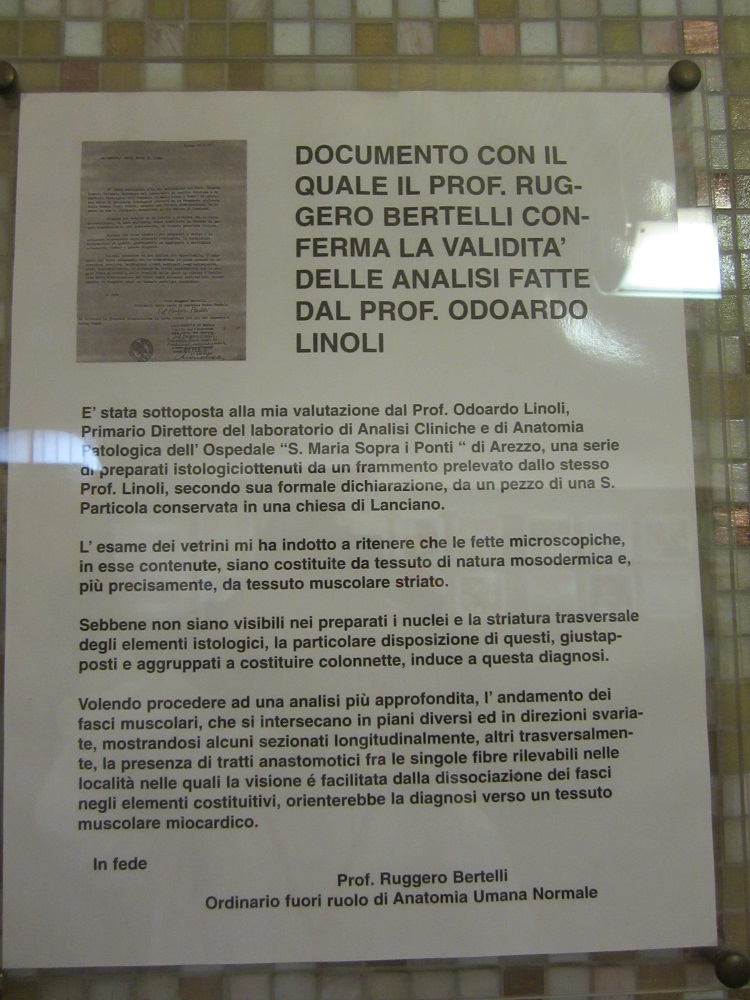 DOCUMENTO CON IL
QUALE IL PROF. RUG-
GERO BERTELLI CON-
FERMA LA VALIDITA'
DELLE ANALISI FATTE
DAL PROF. ODOARDO
LINOLI
E' stata sottoposta alla mia valutazione dal Prof. Odoardo Linoli,
Primario Direttore del laboratorio di Analisi Cliniche e di Anatomia
Patologica dell' Ospedale “S. Maria Sopra i Ponti “ di Arezzo, una serie
di preparati istologiciottenuti da un frammento prelevato dallo stesso
Prof. Linoli, secondo sua formale dichiarazione, da un pezzo di una S.
Particola conservata in una chiesa di Lanciano.
L' esame dei vetrini mi ha indotto a ritenere che le fette microscopiche,
in esse contenute, siano costituite da tessuto di natura mosodermica e,
più precisamente, da tessuto muscolare striato.
Sebbene non siano visibili nei preparati i nuclei e la striatura trasversale
degli elementi istologici, la particolare disposizione di questi, giustap-
posti e aggruppati a costituire colonnette, induce a questa diagnosi.
Volendo procedere ad una analisi più approfondita, l' andamento dei
fasci muscolari, che si intersecano in piani diversi ed in direzioni svaria-
te, mostrandosi alcuni sezionati longitudinalmente, altri trasversalmen-
te, la presenza di tratti anastomotici fra le singole fibre rilevabili nelle
località nelle quali la visione é facilitata dalla dissociazione dei fasci
negli elementi costituitivi, orienterebbe la diagnosi verso un tessuto
muscolare miocardico.
In fede
Prof. Ruggero Bertelli
Ordinario fuori ruolo di Anatomia Umana Normale